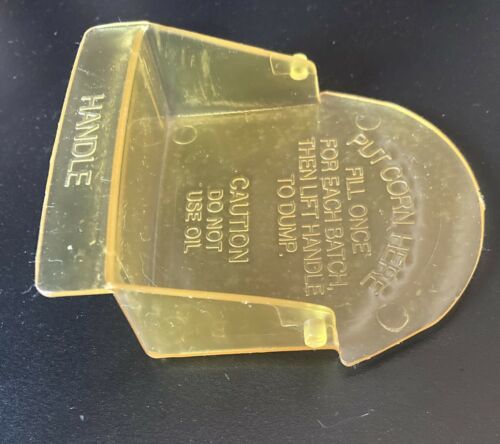 HANDLE
CAUTION
DO NOT
USE OIL
PUT CORN HERE
FILL ONCE
FOR EACH BATCH,
THEN LIFT HANDLE
TO DUMP.